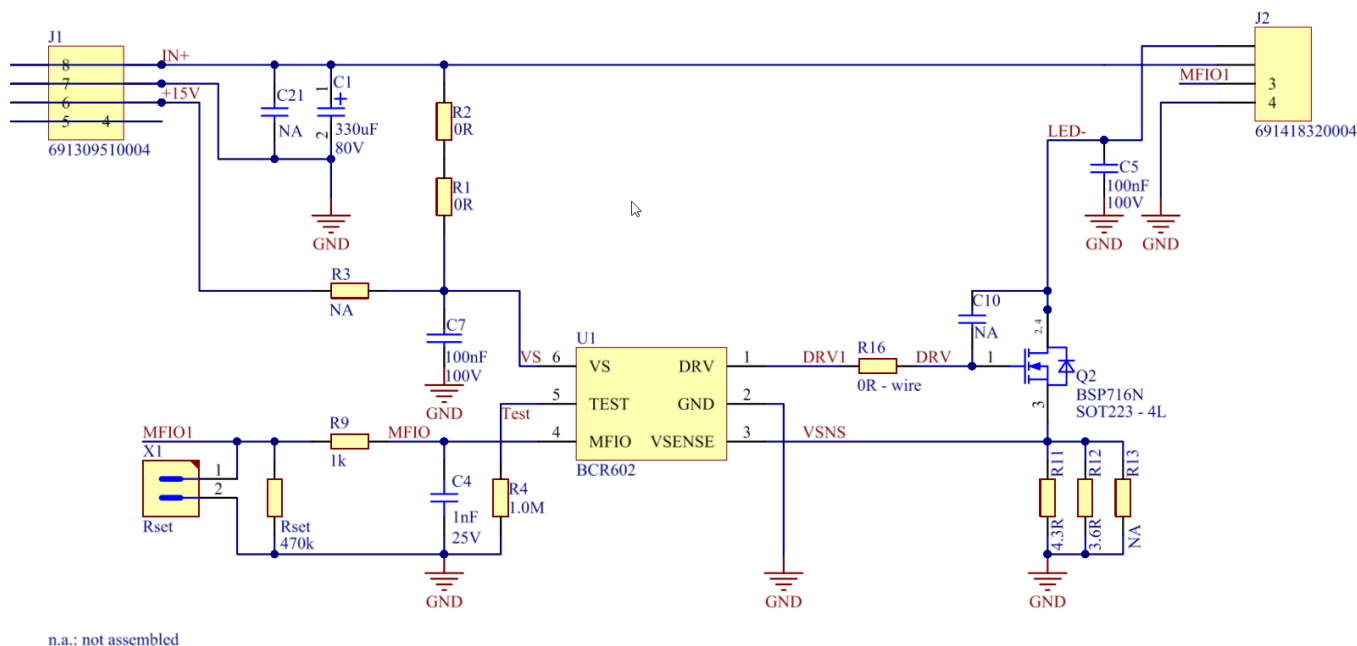 J1
J2
IN+
8
7
MFIO1
+15V
C21
C1
1
+
3
6
R2
4
5 4
NA
2
330uF
0R
691309510004
80V
LED-
691418320004
C5
R1
100nF
0R
100V
GND
GND
GND
R3
C10
NA
C7
U1
NA
2, 4
100nF
VS
6
VS
DRV
1
DRV1
R16
DRV
1
100V
0R - wire
Q2
5
TEST
GND
2
BSP716N
GND
Test
3
SOT223 - 4L
MFIO1
R9
MFIO
4
MFIO
VSENSE
3
VSNS
X1
1k
BCR602
1
R11
R12
R13
2
C4
R4
1nF
1.0M
Rset
Rset
25V
4.3R
3.6R
NA
470k
GND
GND
GND
n.a.: not assembled